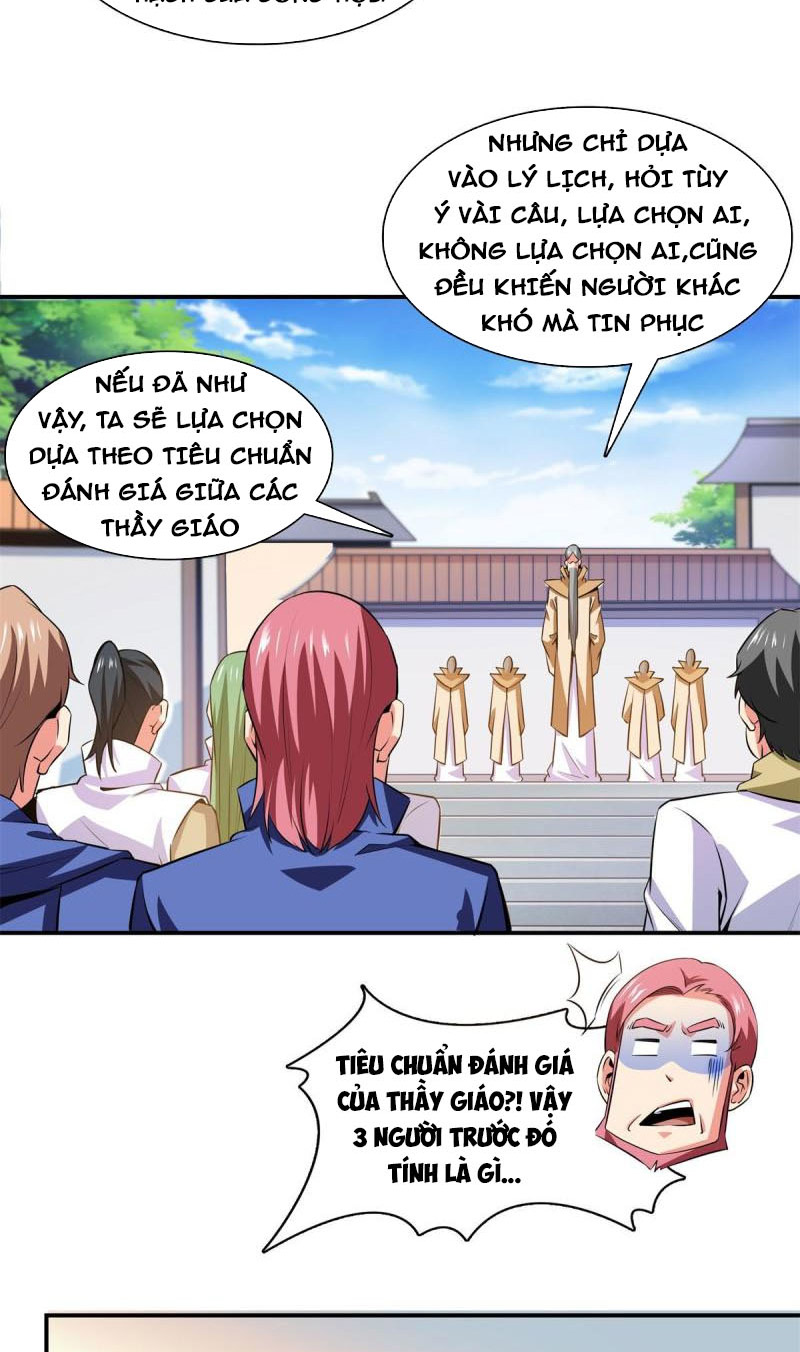 NHƯNG CHỈ DỰA
VÀO LÝ LỊCH, HỎI TÙY
Ý VÀI CÂU, LỰA CHỌN AI,
KHÔNG LỰA CHỌN AI,CŨNG
ĐỀU KHIẾN NGƯỜI KHÁC
KHÓ MÀ TIN PHỤC
NẾU ĐÃ NHƯ
VẬY, TA SẼ LỰA CHỌN
DỰA THEO TIÊU CHUẨN
ĐÁNH GIÁ GIỮA CÁC
THẦY GIÁO
TIÊU CHUẨN ĐÁNH GIÁ
CỦA THẦY GIÁO?! VẬY
3 NGƯỜI TRƯỚC ĐÓ
TÍNH LÀ GÌ...